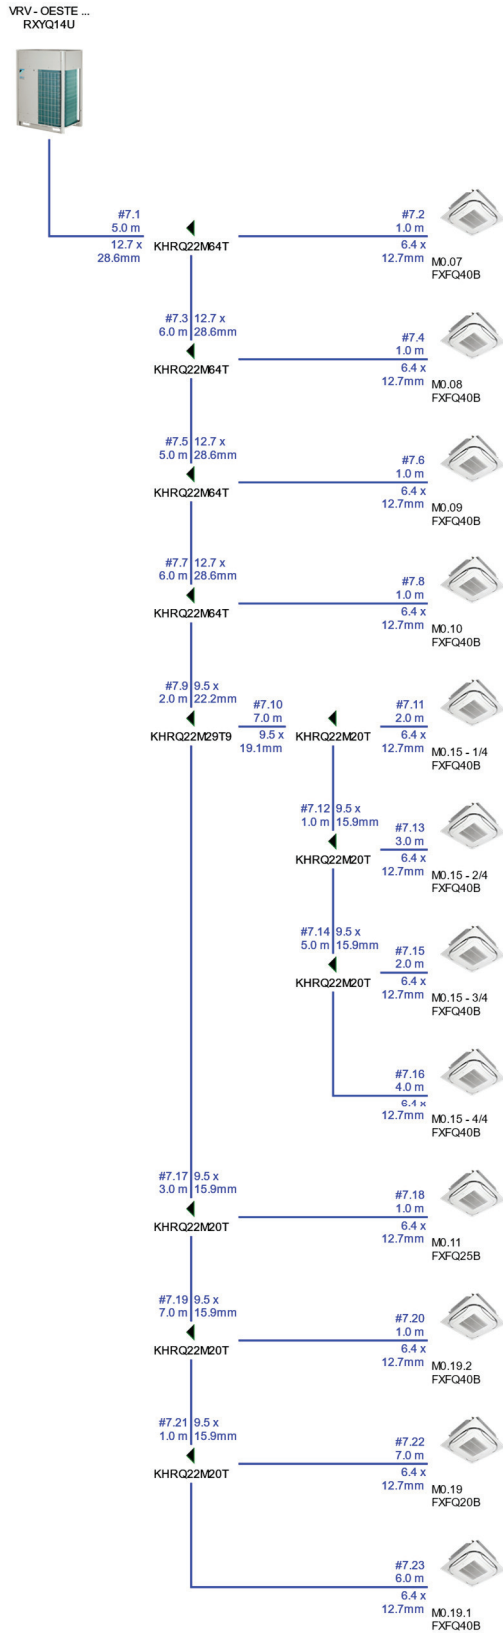 VRV - OESTE ...
RXYQ14U
#7.1
5.0 m
12.7 x
28.6mm
KHRQ22M64T
#7.2
1.0 m
6.4 x
12.7mm
M0.07
FXFQ40B
#7.3 12.7 x
6.0 m 28.6mm
KHRQ22M64T
#7.4
1.0 m
6.4 x
12.7mm
M0.08
FXFQ40B
#7.5 12.7 x
5.0 m 28.6mm
KHRQ22M64T
#7.6
1.0 m
6.4 x
12.7mm
M0.09
FXFQ40B
#7.7 12.7 x
6.0 m 28.6mm
KHRQ22M64T
#7.8
1.0 m
6.4 x
12.7mm
M0.10
FXFQ40B
#7.9 9.5 x
2.0 m 22.2mm
KHRQ22M29T9
#7.10
7.0 m
9.5 x
19.1mm
KHRQ22M20T
#7.11
2.0 m
6.4 x
12.7mm
M0.15 - 1/4
FXFQ40B
#7.12 9.5 x
1.0 m 15.9mm
KHRQ22M20T
#7.13
3.0 m
6.4 x
12.7mm
M0.15 - 2/4
FXFQ40B
#7.14 9.5 x
5.0 m 15.9mm
KHRQ22M20T
#7.15
2.0 m
6.4 x
12.7mm
M0.15 - 3/4
FXFQ40B
#7.16
4.0 m
6.4 x
12.7mm
M0.15 - 4/4
FXFQ40B
#7.17 9.5 x
3.0 m 15.9mm
KHRQ22M20T
#7.18
1.0 m
6.4 x
12.7mm
M0.11
FXFQ25B
#7.19 9.5 x
7.0 m 15.9mm
KHRQ22M20T
#7.20
1.0 m
6.4 x
12.7mm
M0.19.2
FXFQ40B
#7.21 9.5 x
1.0 m 15.9mm
KHRQ22M20T
#7.22
7.0 m
6.4 x
12.7mm
M0.19
FXFQ20B
#7.23
6.0 m
6.4 x
12.7mm
M0.19.1
FXFQ40B